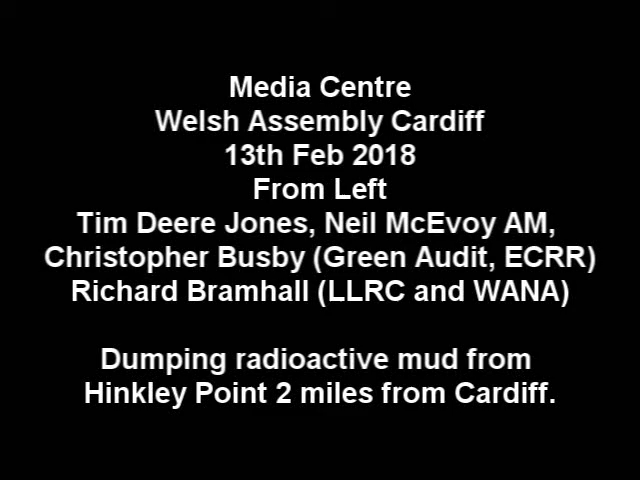 Media Centre
Welsh Assembly Cardiff
13th Feb 2018
From Left
Tim Deere Jones, Neil McEvoy AM,
Christopher Busby (Green Audit, ECRR)
Richard Bramhall (LLRC and WANA)
Dumping radioactive mud from
Hinkley Point 2 miles from Cardiff.